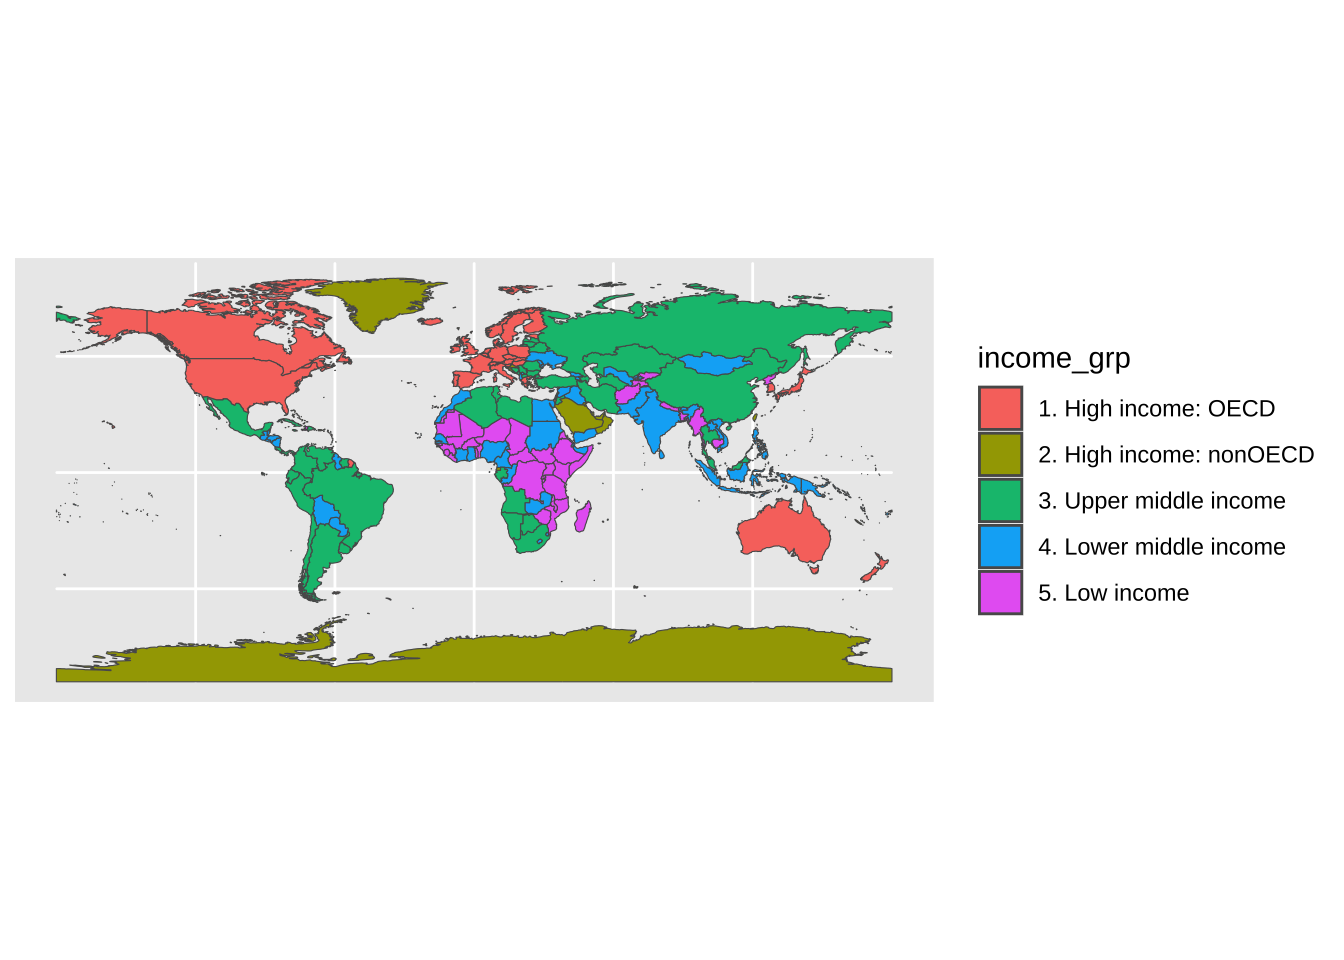 income_grp
1. High income: OECD
2. High income: nonOECD
3. Upper middle income
4. Lower middle income
5. Low income